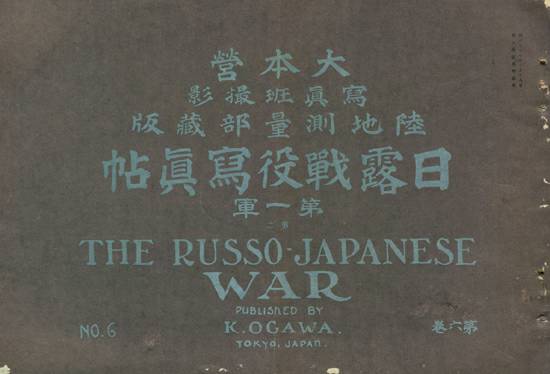 大本營
寫眞班撮影
陸地測量部藏版
日露戰役寫眞帖
第一軍
THE RUSSO-JAPANESE
WAR
PUBLISHED BY
K. OGAWA.
TOKYO, JAPAN.
NO. 6
第六卷